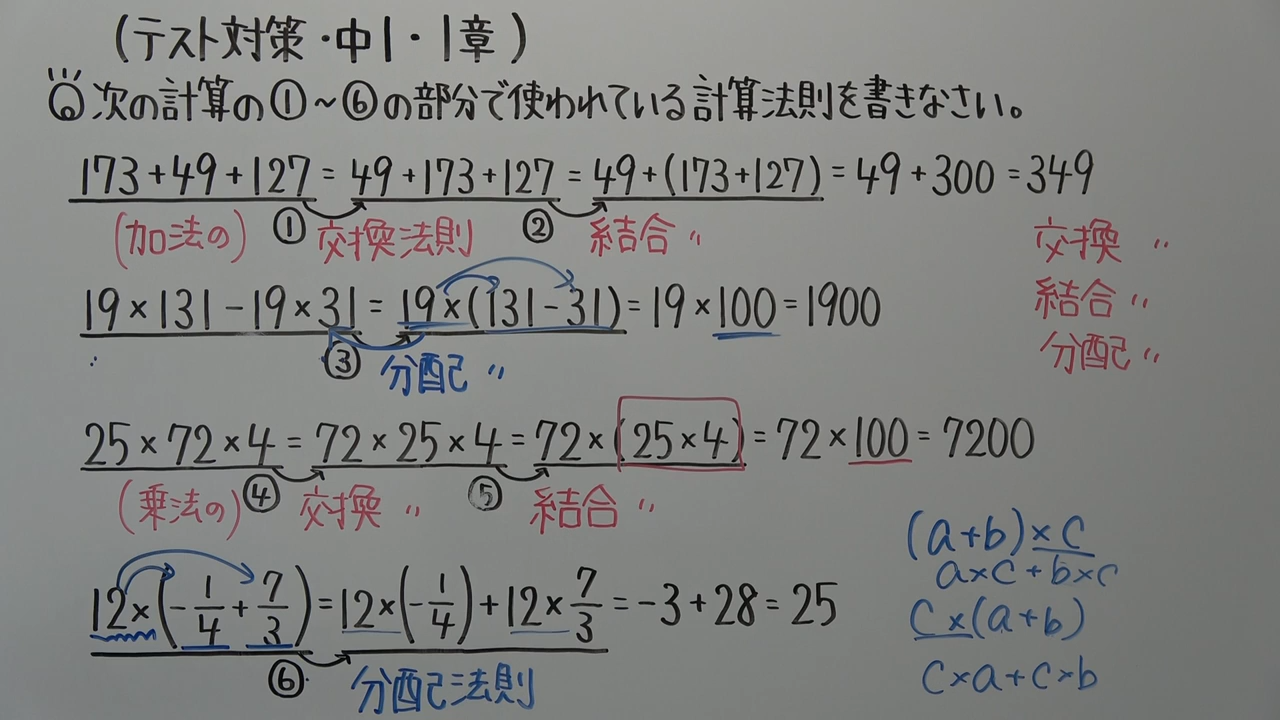 (テスト対策・中1・1章)
次の計算の①~⑥の部分で使われている計算法則を書きなさい。
173+49+127 = 49+173+127 = 49+(173+127) = 49+300 = 349
(加法の) ① 交換法則 ② 結合 〃
交換 〃
結合 〃
分配 〃
19×131-19×31 = 19×(131-31) = 19×100 = 1900
③ 分配 〃
25×72×4 = 72×25×4 = 72×(25×4) = 72×100 = 7200
(乗法の) ④ 交換 〃 ⑤ 結合 〃
12×(-1/4+7/3) = 12×(-1/4)+12×7/3 = -3+28 = 25
⑥ 分配法則
(a+b)×c
a×c+b×c
c×(a+b)
c×a+c×b